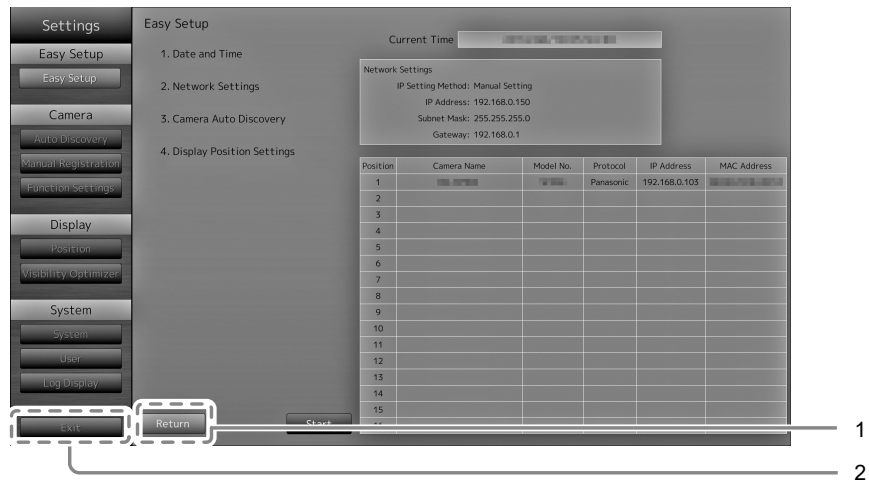 Settings
Easy Setup
Easy Setup
Camera
Auto Discovery
Manual Registration
Function Settings
Display
Position
Visibility Optimizer
System
System
User
Log Display
Exit
Easy Setup
1. Date and Time
2. Network Settings
3. Camera Auto Discovery
4. Display Position Settings
Return
Start
Current Time
Network Settings
IP Setting Method: Manual Setting
IP Address: 192.168.0.150
Subnet Mask: 255.255.255.0
Gateway: 192.168.0.1
Position Camera Name Model No. Protocol IP Address MAC Address
1 Panasonic 192.168.0.103
2
3
4
5
6
7
8
9
10
11
12
13
14
15
1
2